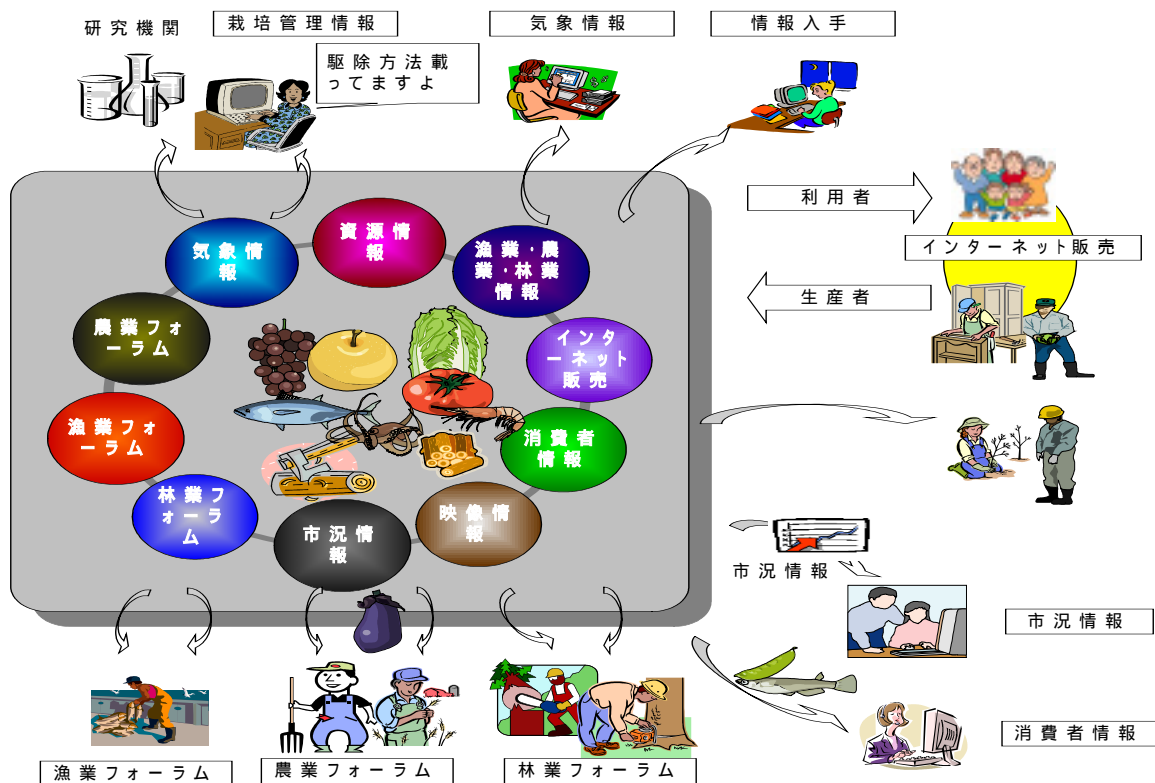 研究機関
栽培管理情報
気象情報
情報入手
駆除方法載
ってますよ
利用者
インターネット販売
生産者
気象情
報
資源情
報
漁業・農
業・林業
情報
農業フォ
ーラム
インタ
ーネット
販売
漁業フォ
ーラム
消費者
情報
林業フ
ォーラ
ム
市況情
報
映像情
報
市況情報
市況情報
消費者情報
漁業フォーラム
農業フォーラム
林業フォーラム